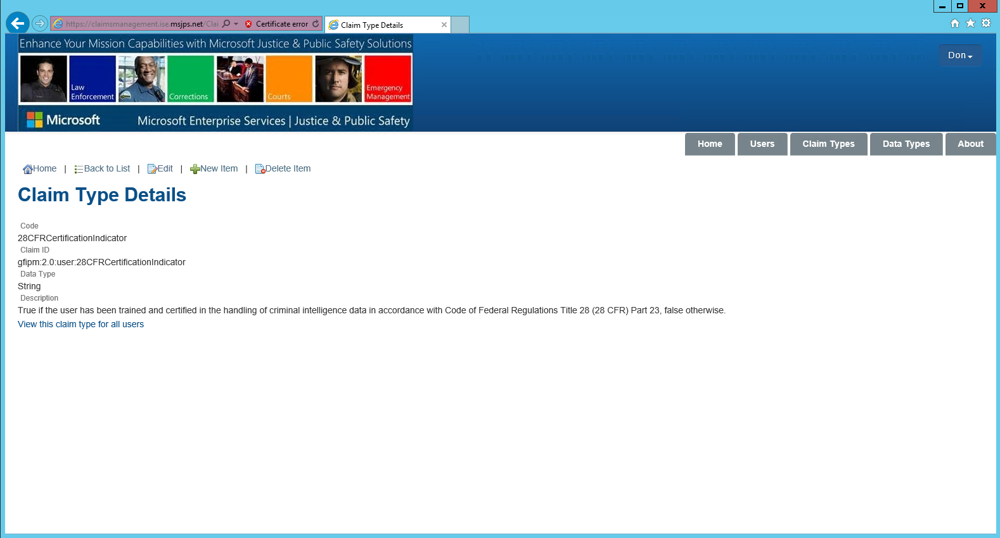 https://claimsmanagement.ise.msjps.net/Clai
Certificate error
Claim Type Details
Enhance Your Mission Capabilities with Microsoft Justice & Public Safety Solutions
Don
Law Enforcement
Corrections
Courts
Emergency Management
Microsoft
Microsoft Enterprise Services | Justice & Public Safety
Home Users Claim Types Data Types About
Home | Back to List | Edit | New Item | Delete Item
Claim Type Details
Code
28CFRCertificationIndicator
Claim ID
gfipm:2.0:user:28CFRCertificationIndicator
Data Type
String
Description
True if the user has been trained and certified in the handling of criminal intelligence data in accordance with Code of Federal Regulations Title 28 (28 CFR) Part 23, false otherwise.
View this claim type for all users